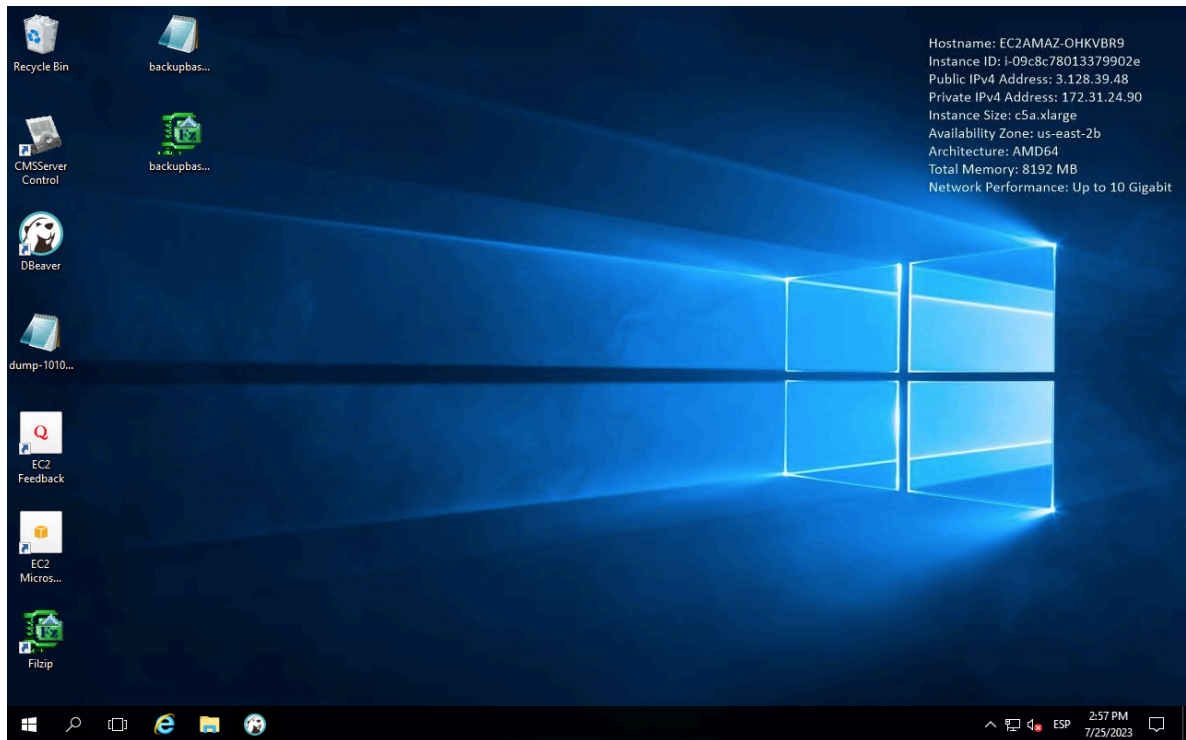 Recycle Bin
backupbas...
CMSServer
Control
backupbas...
DBeaver
dump-1010...
EC2
Feedback
EC2
Micros...
Filzip
Hostname: EC2AMAZ-OHKVBR9
Instance ID: i-09c8c78013379902e
Public IPv4 Address: 3.128.39.48
Private IPv4 Address: 172.31.24.90
Instance Size: c5a.xlarge
Availability Zone: us-east-2b
Architecture: AMD64
Total Memory: 8192 MB
Network Performance: Up to 10 Gigabit
ESP
2:57 PM
7/25/2023